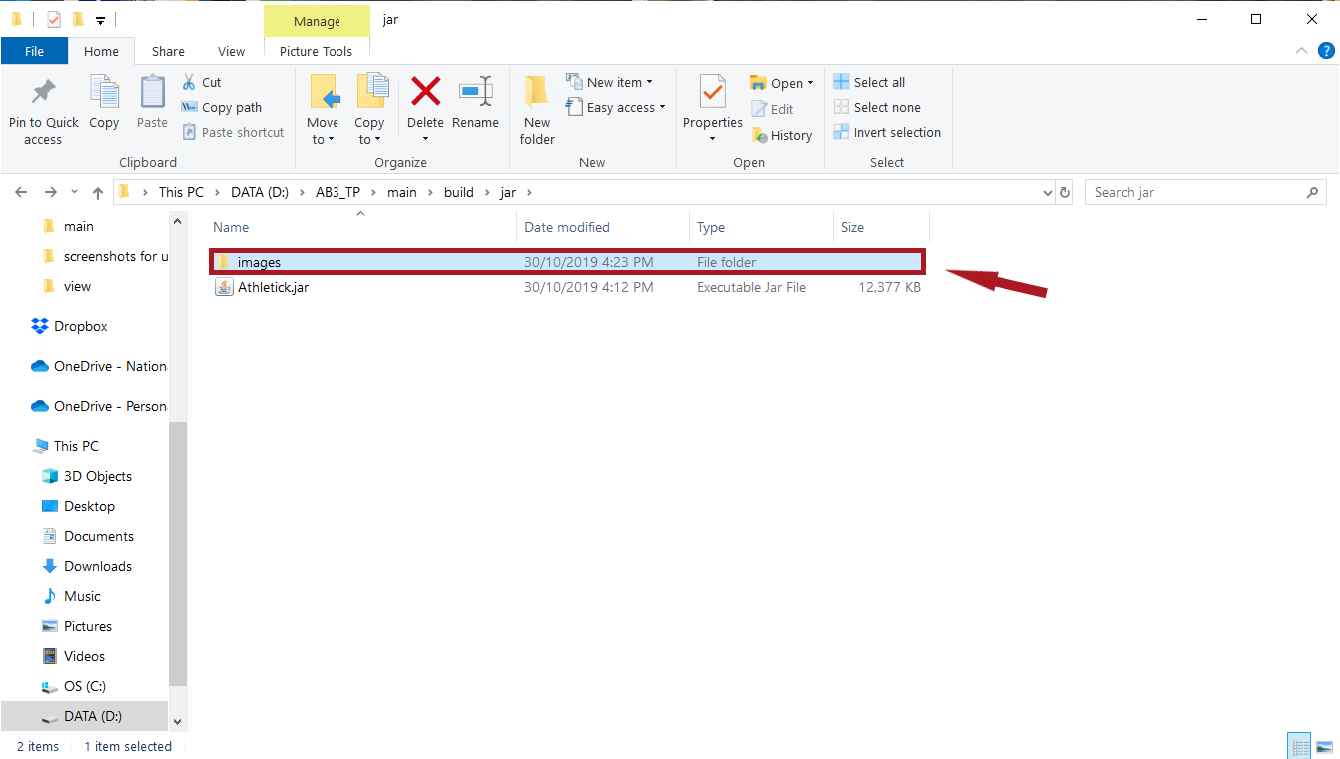 Manage
jar
File
Home
Share
View
Picture Tools
Pin to Quick access
Copy
Paste
Cut
Copy path
Paste shortcut
Clipboard
Move to
Copy to
Delete
Rename
Organize
New folder
New item
Easy access
New
Properties
Open
Edit
History
Open
Select all
Select none
Invert selection
Select
This PC > DATA (D:) > AB3_TP > main > build > jar >
Search jar
main
screenshots for u
view
Dropbox
OneDrive - Nation
OneDrive - Person
This PC
3D Objects
Desktop
Documents
Downloads
Music
Pictures
Videos
OS (C:)
DATA (D:)
Name Date modified Type Size
images 30/10/2019 4:23 PM File folder
Athletick.jar 30/10/2019 4:12 PM Executable Jar File 12,377 KB
2 items 1 item selected